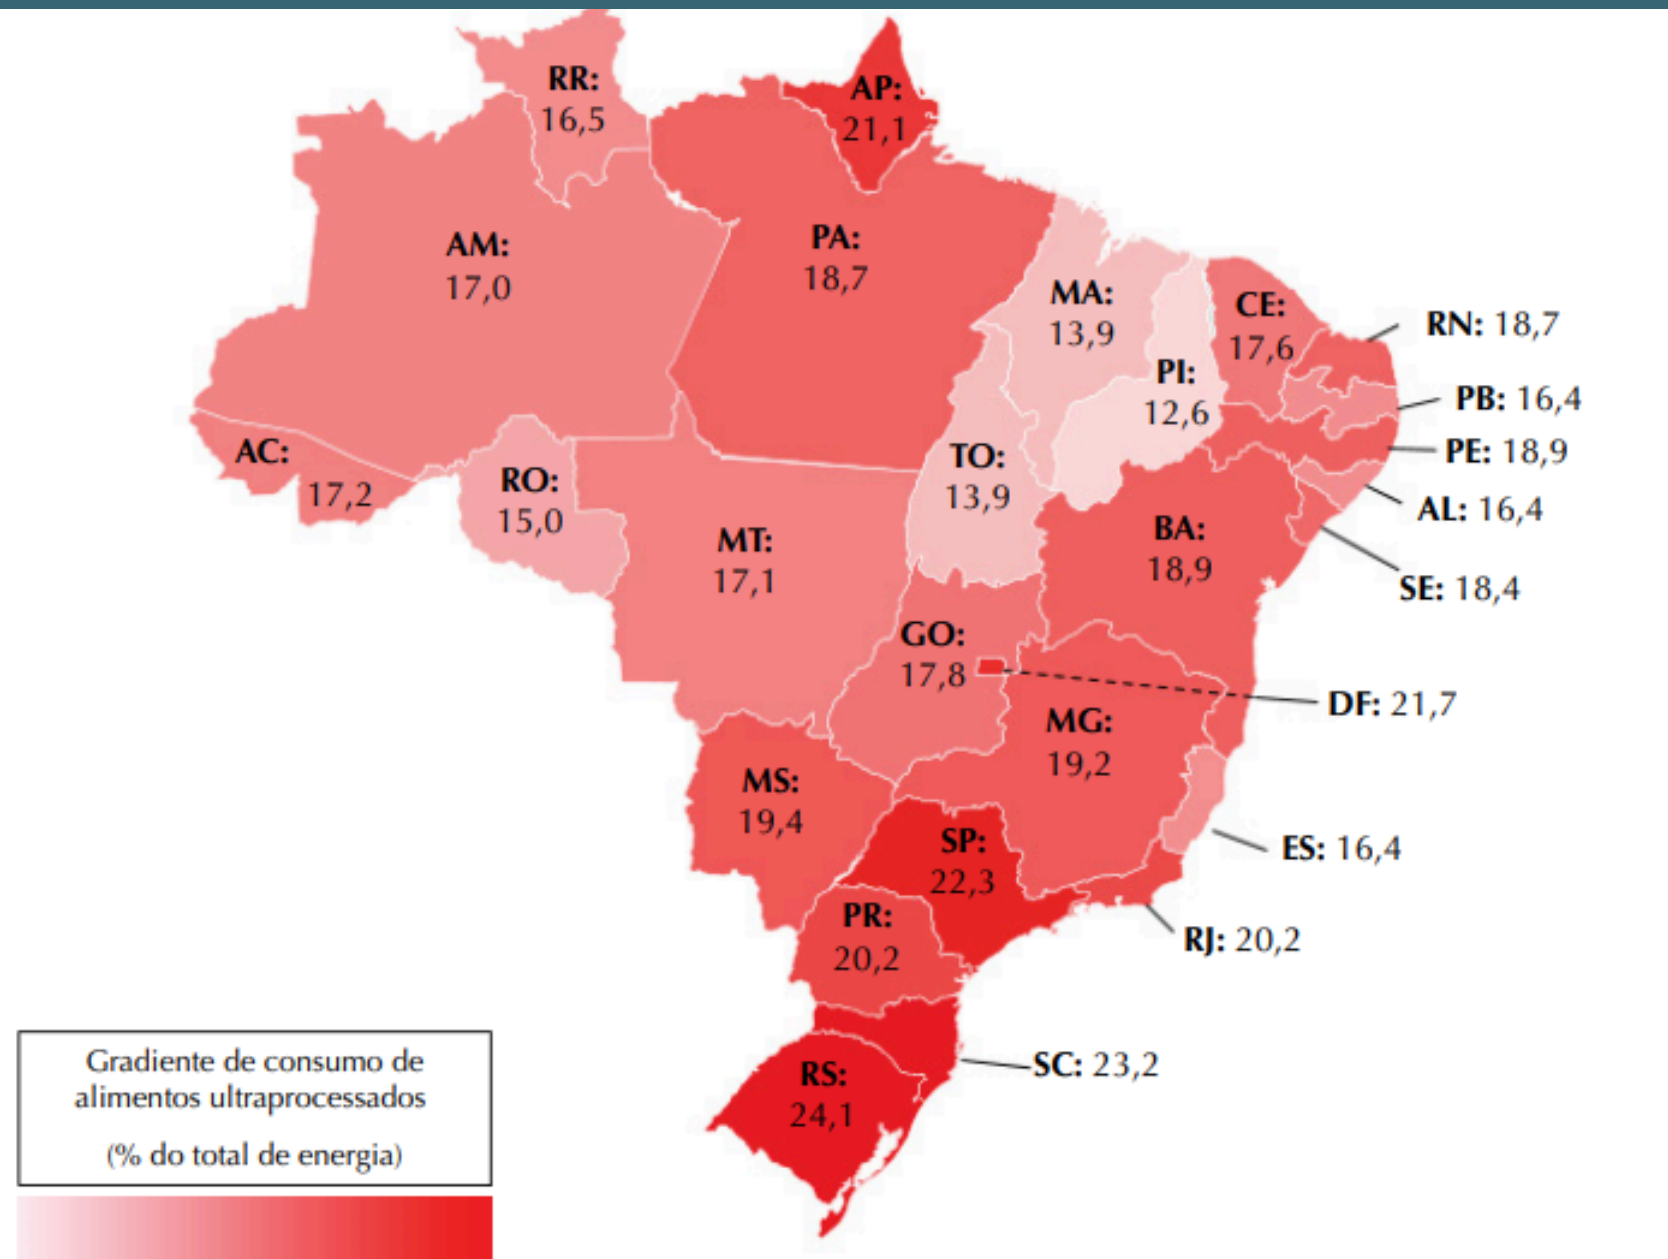 RR:
16,5
AP:
21,1
AM:
17,0
PA:
18,7
MA:
13,9
CE:
17,6
RN: 18,7
PI:
12,6
PB: 16,4
AC:
17,2
RO:
15,0
TO:
13,9
PE: 18,9
AL: 16,4
MT:
17,1
BA:
18,9
SE: 18,4
GO:
17,8
DF: 21,7
MG:
19,2
MS:
19,4
SP:
22,3
ES: 16,4
PR:
20,2
RJ: 20,2
SC: 23,2
RS:
24,1
Gradiente de consumo de
alimentos ultraprocessados
(% do total de energia)